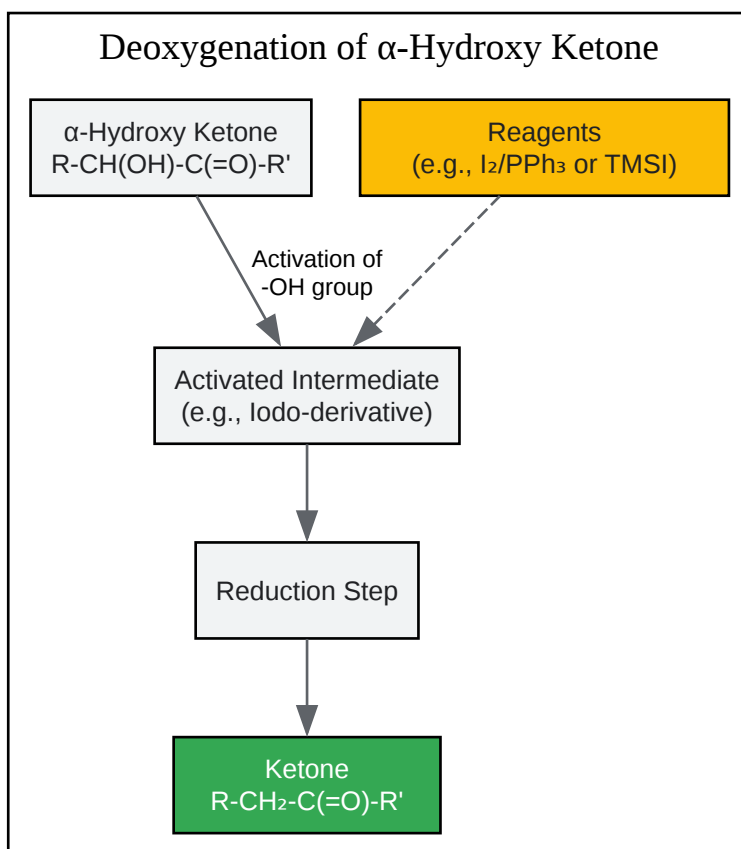 Deoxygenation of α-Hydroxy Ketone
α-Hydroxy Ketone
R-CH(OH)-C(=O)-R'
Reagents
(e.g., I₂/PPh₃ or TMSI)
Activation of
-OH group
Activated Intermediate
(e.g., Iodo-derivative)
Reduction Step
Ketone
R-CH₂-C(=O)-R'